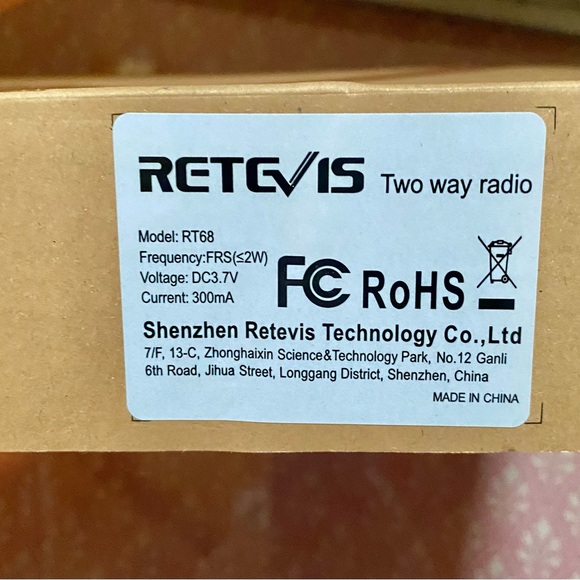 RETEVIS Two way radio
Model: RT68
Frequency:FRS(≤2W)
Voltage: DC3.7V
Current: 300mA
FC RoHS
Shenzhen Retevis Technology Co.,Ltd
7/F, 13-C, Zhonghaixin Science&Technology Park, No.12 Ganli
6th Road, Jihua Street, Longgang District, Shenzhen, China
MADE IN CHINA